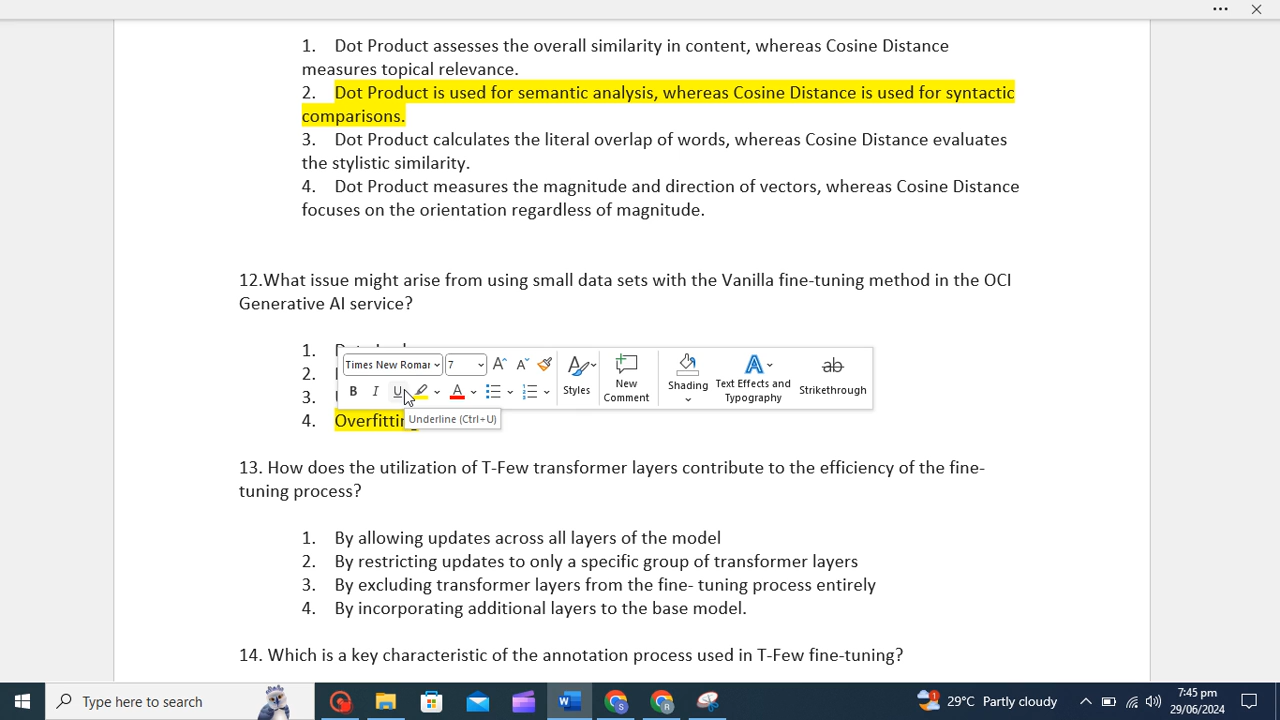 1. Dot Product assesses the overall similarity in content, whereas Cosine Distance
measures topical relevance.
2. Dot Product is used for semantic analysis, whereas Cosine Distance is used for syntactic
comparisons.
3. Dot Product calculates the literal overlap of words, whereas Cosine Distance evaluates
the stylistic similarity.
4. Dot Product measures the magnitude and direction of vectors, whereas Cosine Distance
focuses on the orientation regardless of magnitude.
12.What issue might arise from using small data sets with the Vanilla fine-tuning method in the OCI
Generative AI service?
1.
2.
3.
4. Overfitting
Times New Roman 7
B I U
Styles
New
Comment
Shading
Text Effects and
Typography
ab
Strikethrough
Underline (Ctrl+U)
13. How does the utilization of T-Few transformer layers contribute to the efficiency of the fine-
tuning process?
1. By allowing updates across all layers of the model
2. By restricting updates to only a specific group of transformer layers
3. By excluding transformer layers from the fine- tuning process entirely
4. By incorporating additional layers to the base model.
14. Which is a key characteristic of the annotation process used in T-Few fine-tuning?
Type here to search
29°C Partly cloudy
7:45 pm
29/06/2024